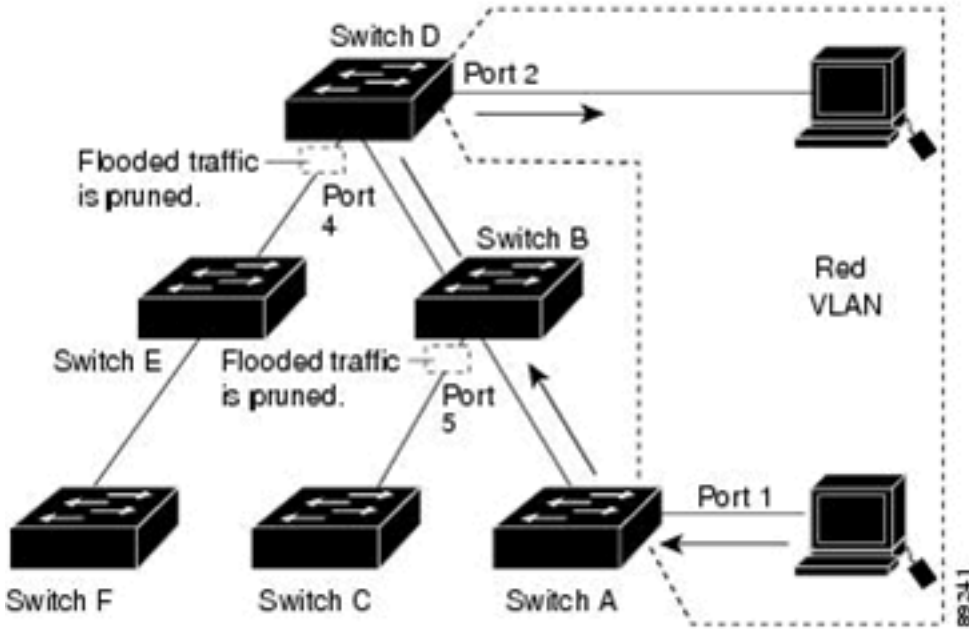 Switch D
Port 2
Flooded traffic
is pruned.
Port
4
Switch B
Red
VLAN
Switch E
Flooded traffic
is pruned.
Port
5
Port 1
Switch F
Switch C
Switch A
89241